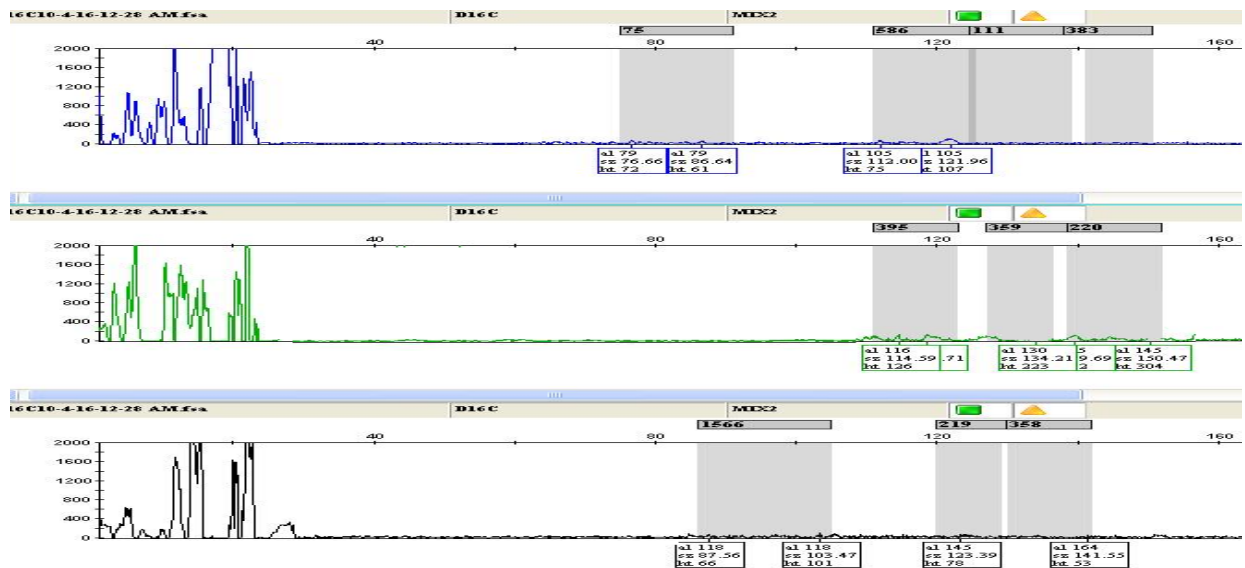 16C10-4-16-12-28 AM.fsa D16C MIX2
75 586 111 383
40 80 120 160
2000
1600
1200
800
400
0
al 79 al 79 al 105 l 105
sz 76.66 sz 86.64 sz 112.00 z 121.96
ht 72 ht 61 ht 75 t 107
16C10-4-16-12-28 AM.fsa D16C MIX2
395 359 220
40 80 120 160
2000
1600
1200
800
400
0
al 116 al 130 5 al 145
sz 114.59 .71 sz 134.21 9.69 sz 150.47
ht 126 ht 223 2 ht 304
16C10-4-16-12-28 AM.fsa D16C MIX2
1566 219 358
40 80 120 160
2000
1600
1200
800
400
0
al 118 al 118 al 145 al 164
sz 87.56 sz 103.47 sz 123.39 sz 141.55
ht 66 ht 101 ht 78 ht 53